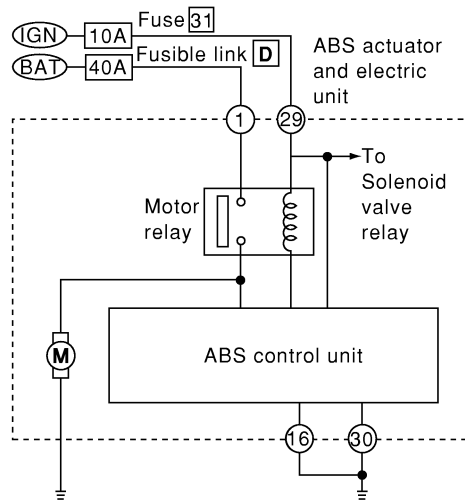 Fuse 31
IGN 10A
BAT 40A Fusible link D
ABS actuator
and electric
unit
1 29
To
Solenoid
valve
relay
Motor
relay
ABS control unit
M
16 30